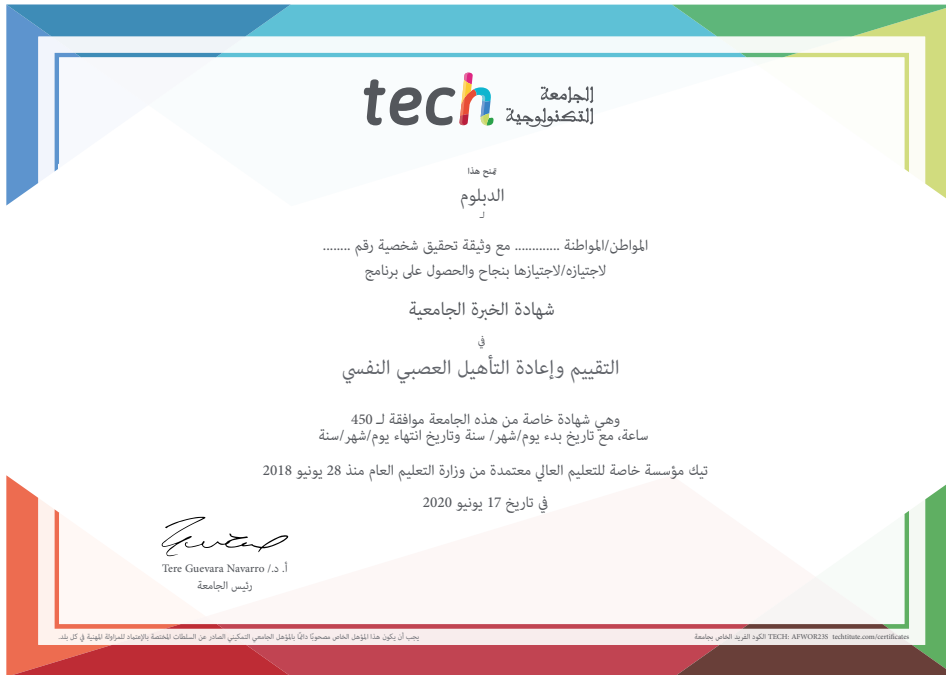 tech الجامعة
التكنولوجية
يمنح هذا
الدبلوم
لـ
المواطن/المواطنة ............ مع وثيقة تحقيق شخصية رقم ........
لاجتيازه/لاجتيازها بنجاح والحصول على برنامج
شهادة الخبرة الجامعية
في
التقييم وإعادة التأهيل العصبي النفسي
وهي شهادة خاصة من هذه الجامعة موافقة لـ 450
ساعة، مع تاريخ بدء يوم/شهر/ سنة وتاريخ انتهاء يوم/شهر/سنة
تيك مؤسسة خاصة للتعليم العالي معتمدة من وزارة التعليم العام منذ 28 يونيو 2018
في تاريخ 17 يونيو 2020
أ. د./ Tere Guevara Navarro
رئيس الجامعة
يجب أن يكون هذا المؤهل الخاص مصحوبًا دائمًا بالمؤهل الجامعي التمكيني الصادر عن السلطات المختصة بالإعتماد للمزاولة المهنية في كل بلد.
الكود الفريد الخاص بجامعة TECH: AFWOR23S techtitute.com/certificates